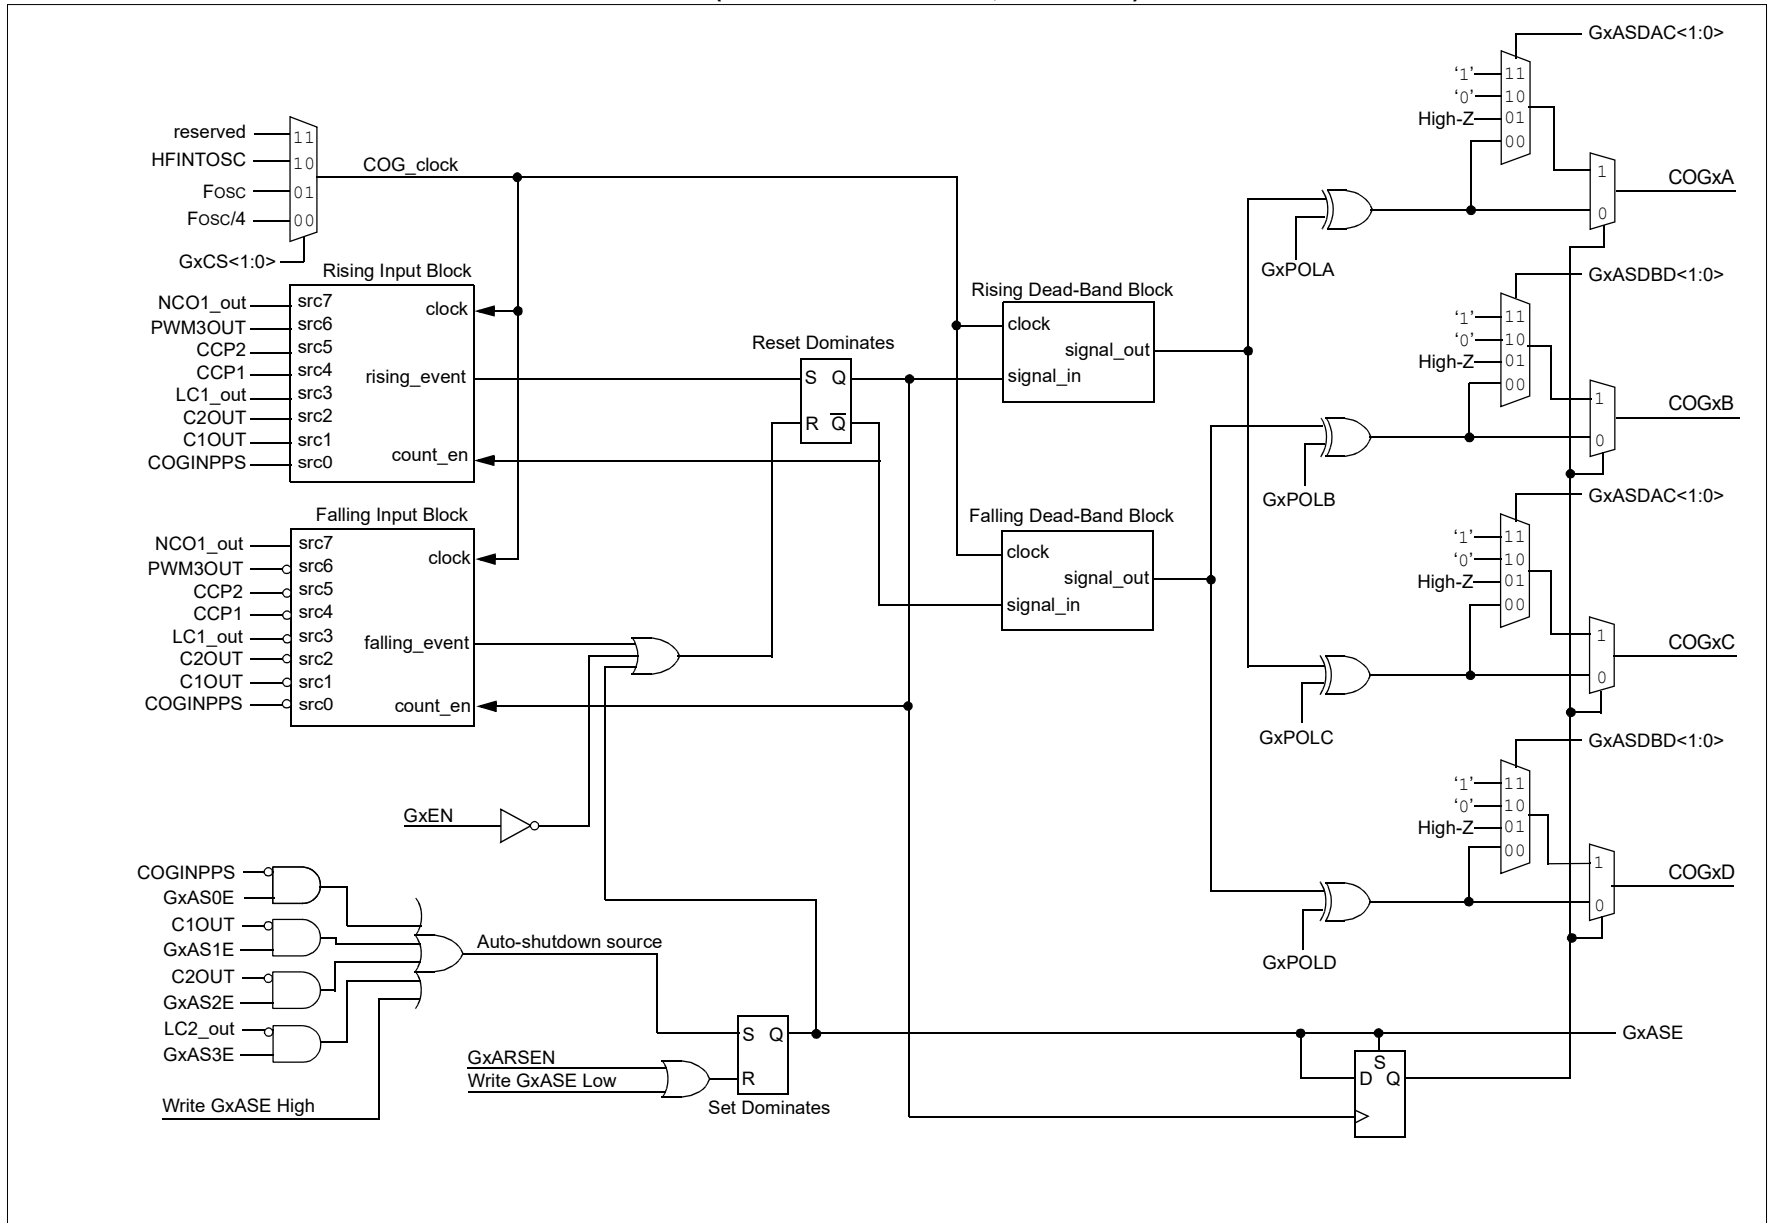 GxASDAC<1:0>
‘1’ 11
‘0’ 10
High-Z 01
00
1
0
COGxA
GxPOLA
reserved 11
HFINTOSC 10
FOSC 01
FOSC/4 00
GxCS<1:0>
COG_clock
Rising Input Block
NCO1_out src7
PWM3OUT src6
CCP2 src5
CCP1 src4
LC1_out src3
C2OUT src2
C1OUT src1
COGINPPS src0
clock
rising_event
count_en
Reset Dominates
S Q
R Q
Rising Dead-Band Block
clock
signal_out
signal_in
GxASDBD<1:0>
‘1’ 11
‘0’ 10
High-Z 01
00
1
0
COGxB
GxPOLB
Falling Input Block
NCO1_out src7
PWM3OUT src6
CCP2 src5
CCP1 src4
LC1_out src3
C2OUT src2
C1OUT src1
COGINPPS src0
clock
falling_event
count_en
Falling Dead-Band Block
clock
signal_out
signal_in
GxASDAC<1:0>
‘1’ 11
‘0’ 10
High-Z 01
00
1
0
COGxC
GxPOLC
GxASDBD<1:0>
‘1’ 11
‘0’ 10
High-Z 01
00
1
0
COGxD
GxPOLD
GxEN
COGINPPS
GxAS0E
C1OUT
GxAS1E
C2OUT
GxAS2E
LC2_out
GxAS3E
Write GxASE High
Auto-shutdown source
GxARSEN
Write GxASE Low
S Q
R
Set Dominates
GxASE
S
D Q